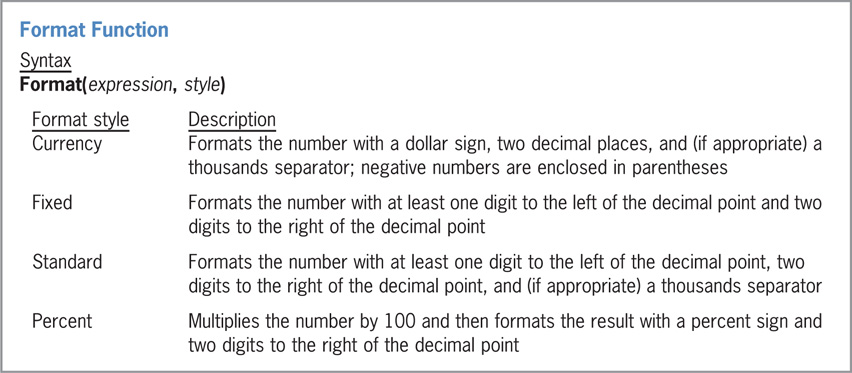 Format Function
Syntax
Format(expression, style)
Format style Description
Currency Formats the number with a dollar sign, two decimal places, and (if appropriate) a
thousands separator; negative numbers are enclosed in parentheses
Fixed Formats the number with at least one digit to the left of the decimal point and two
digits to the right of the decimal point
Standard Formats the number with at least one digit to the left of the decimal point, two
digits to the right of the decimal point, and (if appropriate) a thousands separator
Percent Multiplies the number by 100 and then formats the result with a percent sign and
two digits to the right of the decimal point